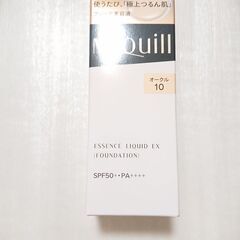 使うたび、「極上つるん肌」
quill
オークル
10
ESSENCE LIQUID EX
(FOUNDATION)
SPF50+・PA++++